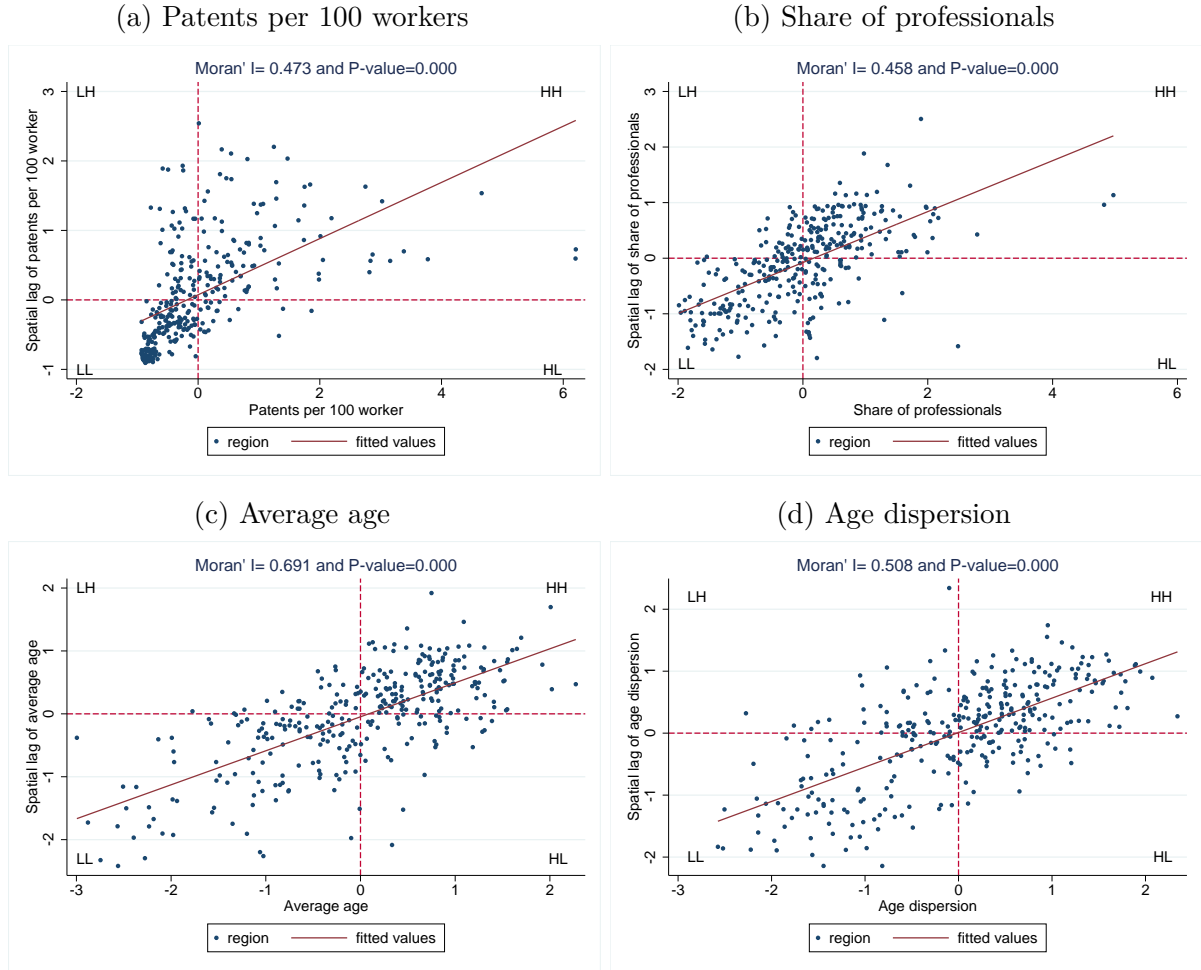 (a) Patents per 100 workers
Moran' I= 0.473 and P-value=0.000
LH
HH
LL
HL
Spatial lag of patents per 100 worker
3
2
1
0
-1
-2
0
2
4
6
Patents per 100 worker
region
fitted values
(b) Share of professionals
Moran' I= 0.458 and P-value=0.000
LH
HH
LL
HL
Spatial lag of share of professionals
3
2
1
0
-1
-2
-2
0
2
4
6
Share of professionals
region
fitted values
(c) Average age
Moran' I= 0.691 and P-value=0.000
LH
HH
LL
HL
Spatial lag of average age
2
1
0
-1
-2
-3
-2
-1
0
1
2
Average age
region
fitted values
(d) Age dispersion
Moran' I= 0.508 and P-value=0.000
LH
HH
LL
HL
Spatial lag of age dispersion
2
1
0
-1
-2
-3
-2
-1
0
1
2
Age dispersion
region
fitted values